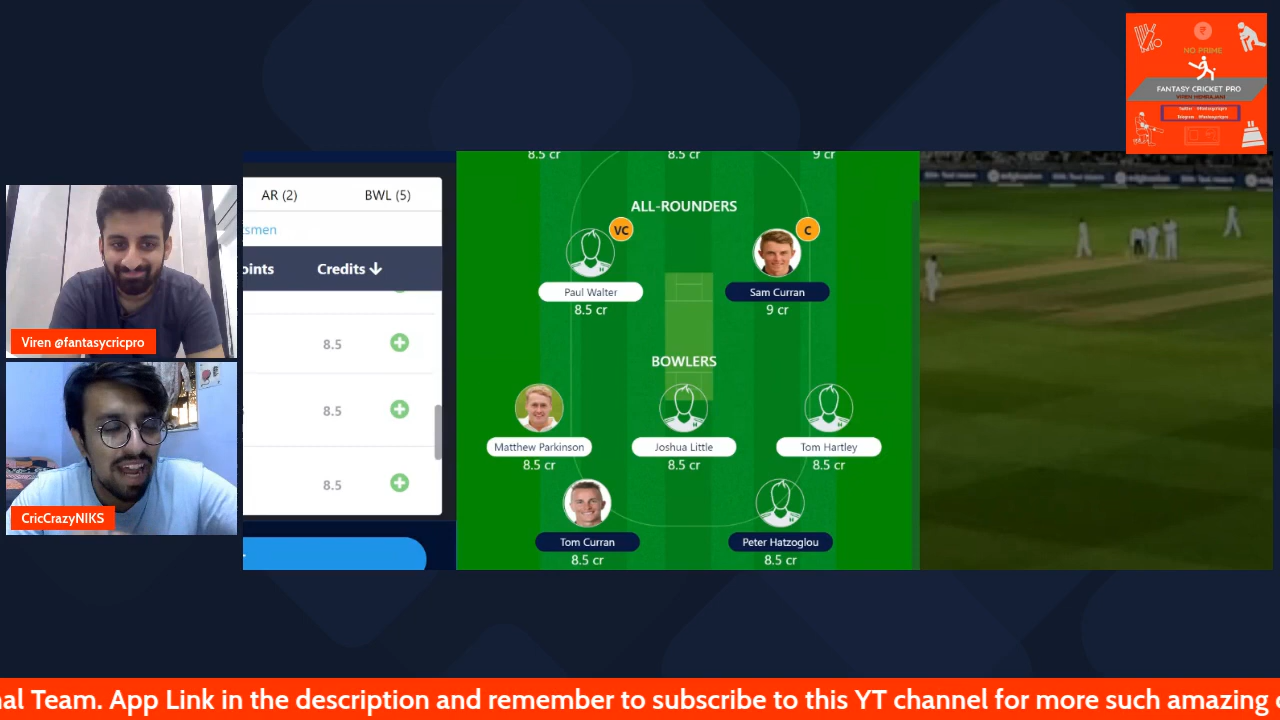 NO PRIME
FANTASY CRICKET PRO
VIREN HEMRAJANI
8.5 cr
8.5 cr
9 cr
AR (2)
BWL (5)
smen
oints
Credits
8.5
8.5
8.5
ALL-ROUNDERS
VC
C
Paul Walter
Sam Curran
8.5 cr
9 cr
BOWLERS
Matthew Parkinson
Joshua Little
Tom Hartley
8.5 cr
8.5 cr
8.5 cr
Tom Curran
Peter Hatzoglou
8.5 cr
8.5 cr
Viren @fantasycricpro
CricCrazyNIKS
nal Team. App Link in the description and remember to subscribe to this YT channel for more such amazing